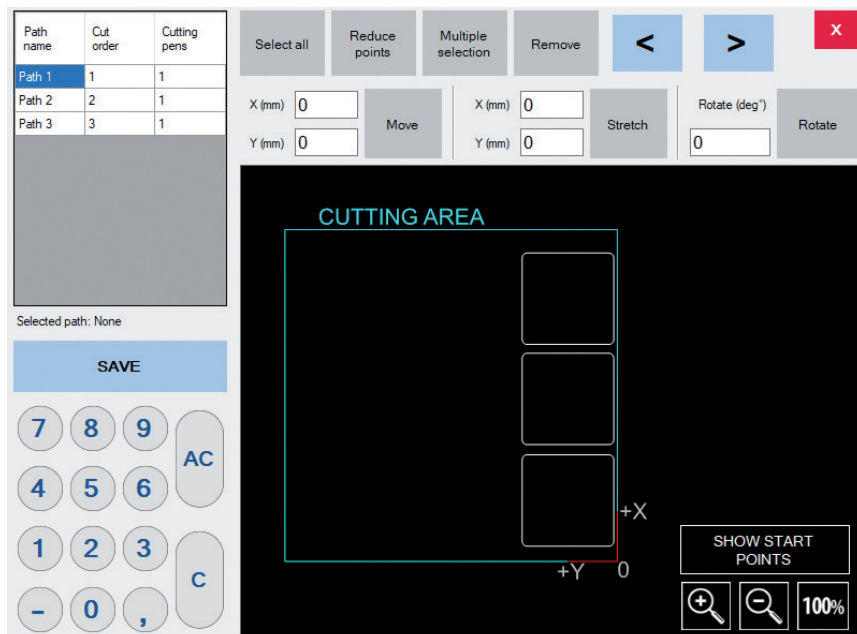 Path name
Cut order
Cutting pens
Path 1 1 1
Path 2 2 1
Path 3 3 1
Selected path: None
SAVE
7 8 9
AC
4 5 6
1 2 3
C
- 0 ,
Select all
Reduce points
Multiple selection
Remove
<
>
X
X (mm) 0
Y (mm) 0
Move
X (mm) 0
Y (mm) 0
Stretch
Rotate (deg°)
0
Rotate
CUTTING AREA
+X
+Y 0
SHOW START
POINTS
100%